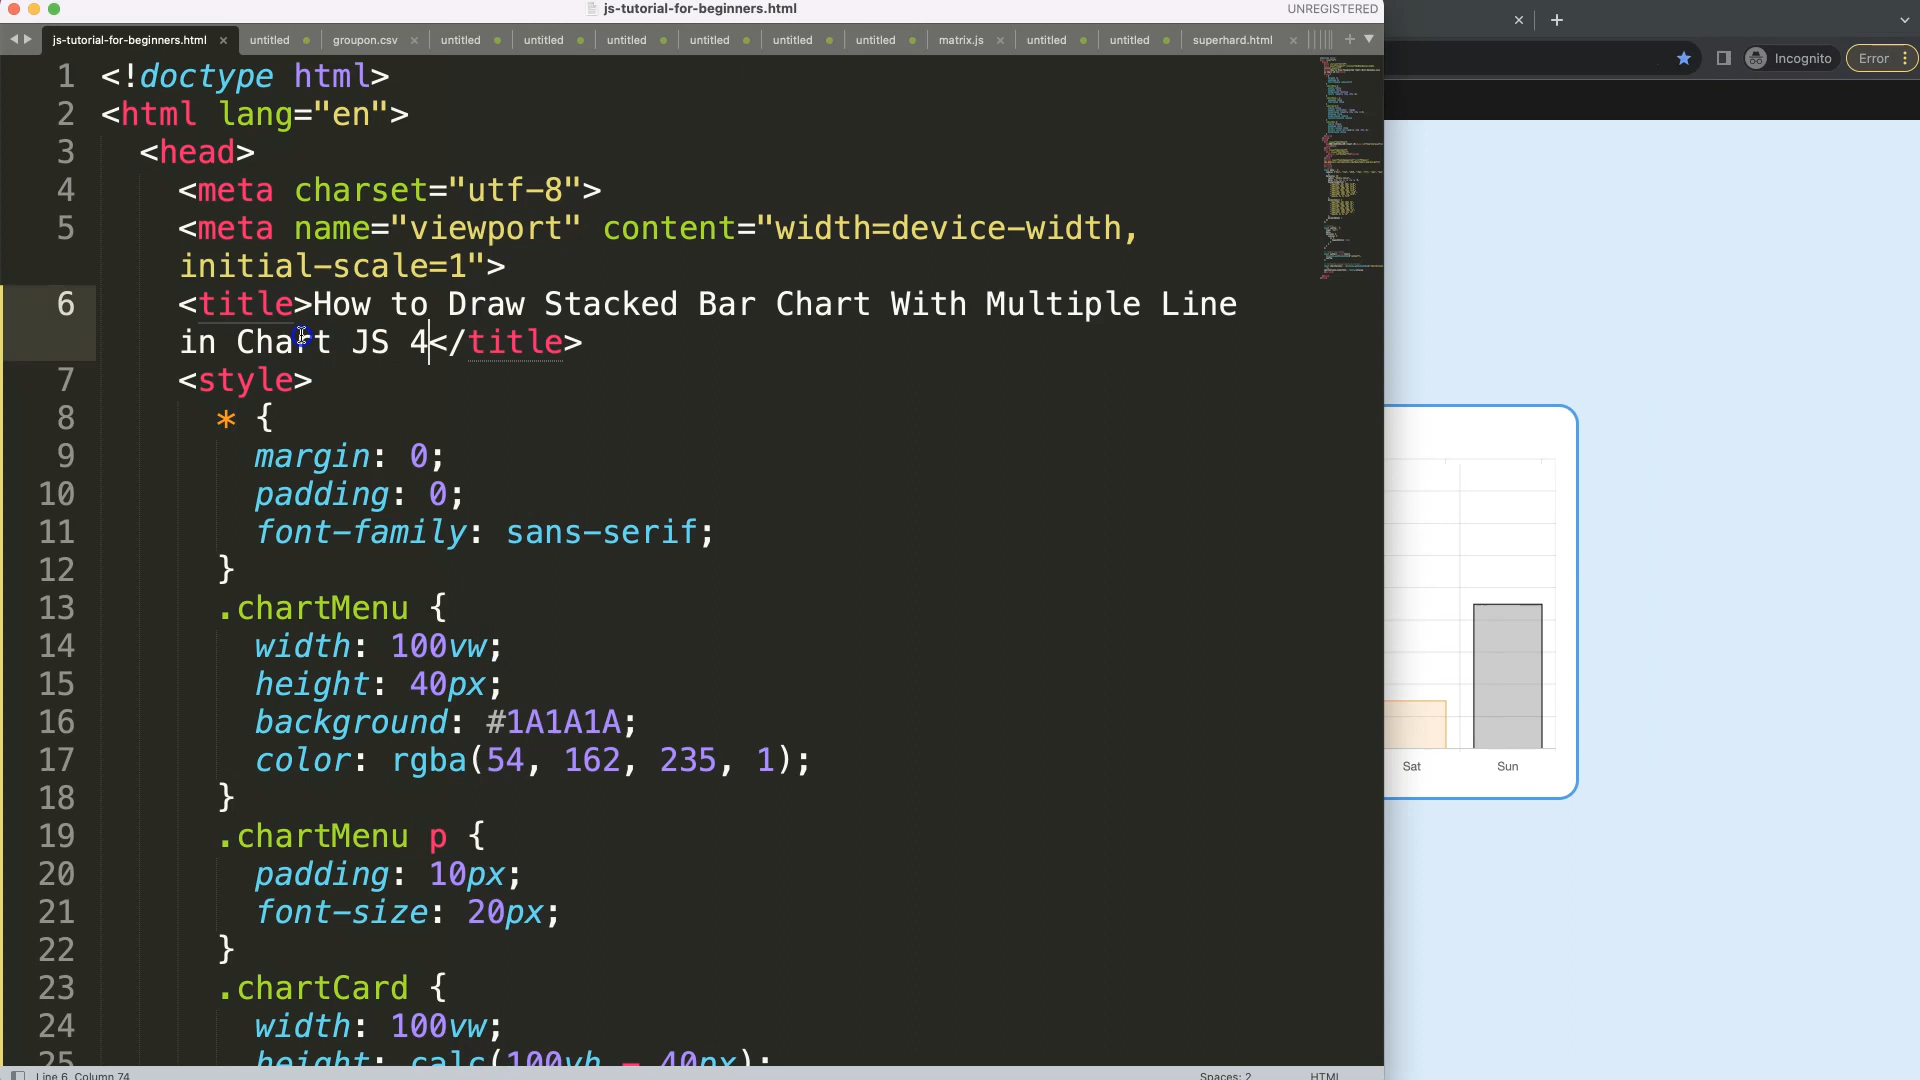 js-tutorial-for-beginners.html
UNREGISTERED
js-tutorial-for-beginners.html untitled groupon.csv untitled untitled untitled untitled untitled untitled matrix.js untitled untitled superhard.html
Incognito
Error
1 <!doctype html>
2 <html lang="en">
3 <head>
4 <meta charset="utf-8">
5 <meta name="viewport" content="width=device-width,
initial-scale=1">
6 <title>How to Draw Stacked Bar Chart With Multiple Line
in Chart JS 4</title>
7 <style>
8 * {
9 margin: 0;
10 padding: 0;
11 font-family: sans-serif;
12 }
13 .chartMenu {
14 width: 100vw;
15 height: 40px;
16 background: #1A1A1A;
17 color: rgba(54, 162, 235, 1);
18 }
19 .chartMenu p {
20 padding: 10px;
21 font-size: 20px;
22 }
23 .chartCard {
24 width: 100vw;
25 height: calc(100vh - 40px);
Sat Sun
Line 6, Column 74
Spaces: 2
HTML